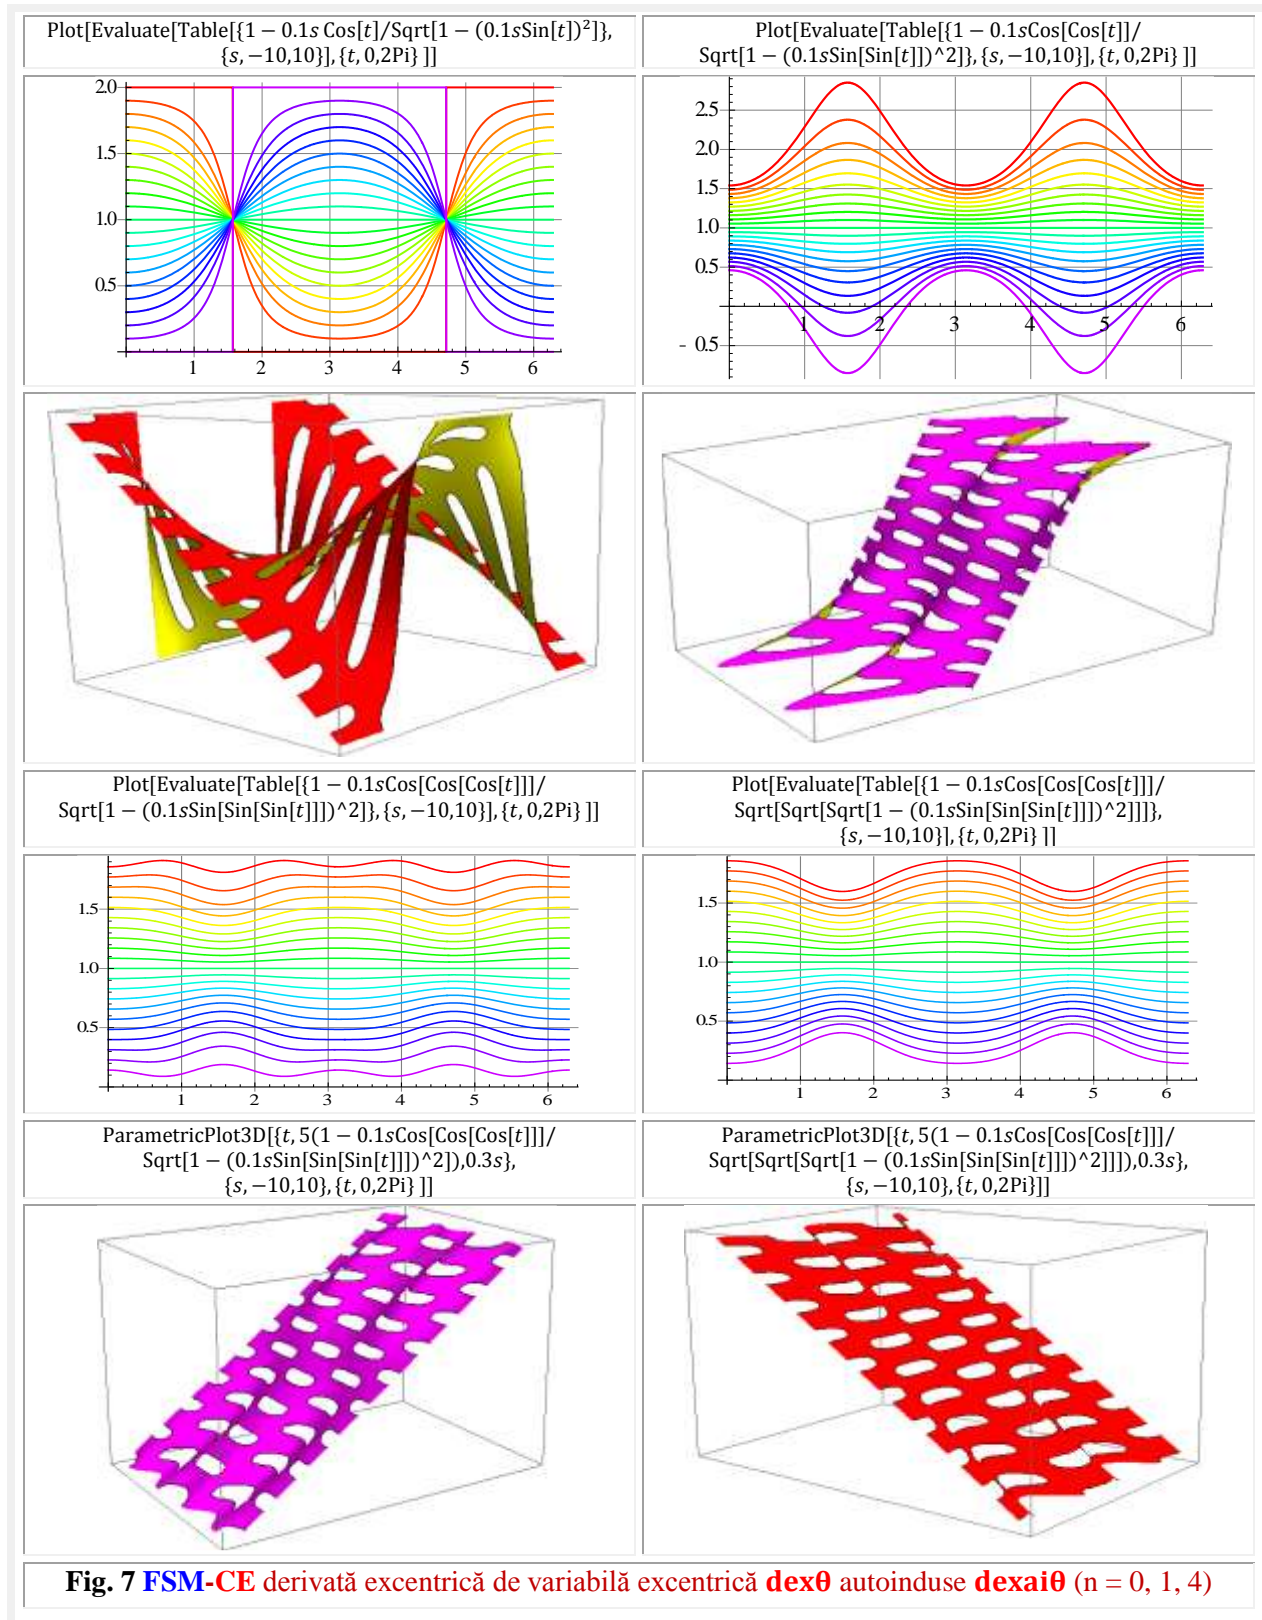 Plot[Evaluate[Table[{1 − 0.1s Cos[t]/Sqrt[1 − (0.1sSin[t])²]},
{s, −10,10}], {t, 0,2Pi} ]]
Plot[Evaluate[Table[{1 − 0.1sCos[Cos[t]]/
Sqrt[1 − (0.1sSin[Sin[t]])^2]}, {s, −10,10}], {t, 0,2Pi} ]]
2.0
1.5
1.0
0.5
1 2 3 4 5 6
2.5
2.0
1.5
1.0
0.5
1 2 3 4 5 6
- 0.5
Plot[Evaluate[Table[{1 − 0.1sCos[Cos[Cos[t]]]/
Sqrt[1 − (0.1sSin[Sin[Sin[t]]])^2]}, {s, −10,10}], {t, 0,2Pi} ]]
Plot[Evaluate[Table[{1 − 0.1sCos[Cos[Cos[t]]]/
Sqrt[Sqrt[Sqrt[1 − (0.1sSin[Sin[Sin[t]]])^2]]]},
{s, −10,10}], {t, 0,2Pi} ]]
1.5
1.0
0.5
1 2 3 4 5 6
1.5
1.0
0.5
1 2 3 4 5 6
ParametricPlot3D[{t, 5(1 − 0.1sCos[Cos[Cos[t]]]/
Sqrt[1 − (0.1sSin[Sin[Sin[t]]])^2]),0.3s},
{s, −10,10}, {t, 0,2Pi} ]]
ParametricPlot3D[{t, 5(1 − 0.1sCos[Cos[Cos[t]]]/
Sqrt[Sqrt[Sqrt[1 − (0.1sSin[Sin[Sin[t]]])^2]]]),0.3s},
{s, −10,10}, {t, 0,2Pi}]]
Fig. 7 FSM-CE derivată excentrică de variabilă excentrică dexθ autoinduse dexaiθ (n = 0, 1, 4)